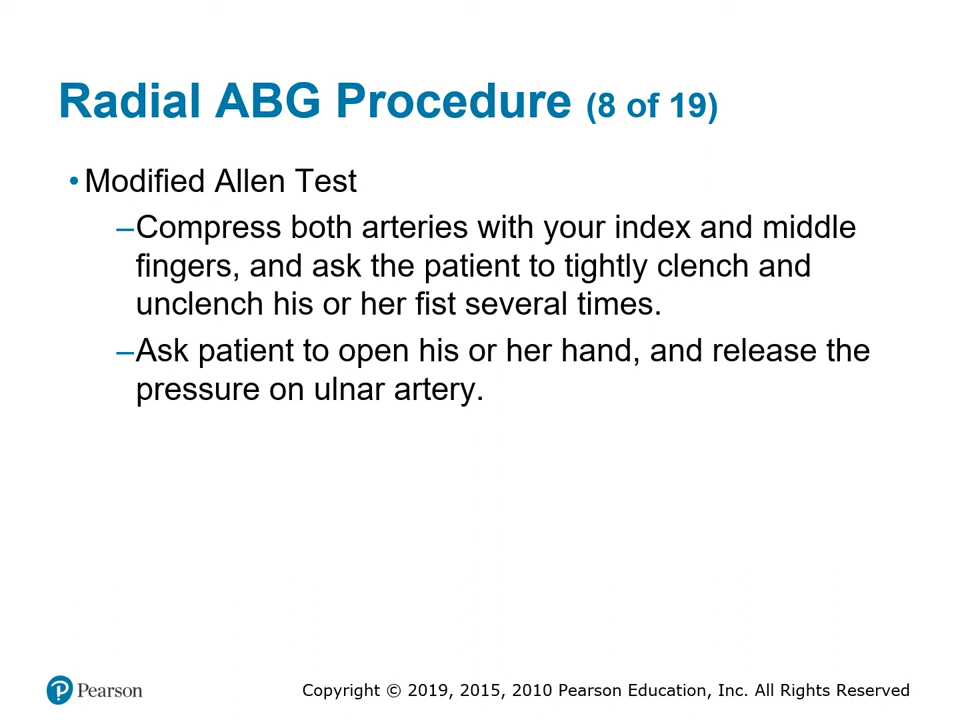 Radial ABG Procedure (8 of 19)
• Modified Allen Test
–Compress both arteries with your index and middle
fingers, and ask the patient to tightly clench and
unclench his or her fist several times.
–Ask patient to open his or her hand, and release the
pressure on ulnar artery.
Pearson
Copyright © 2019, 2015, 2010 Pearson Education, Inc. All Rights Reserved